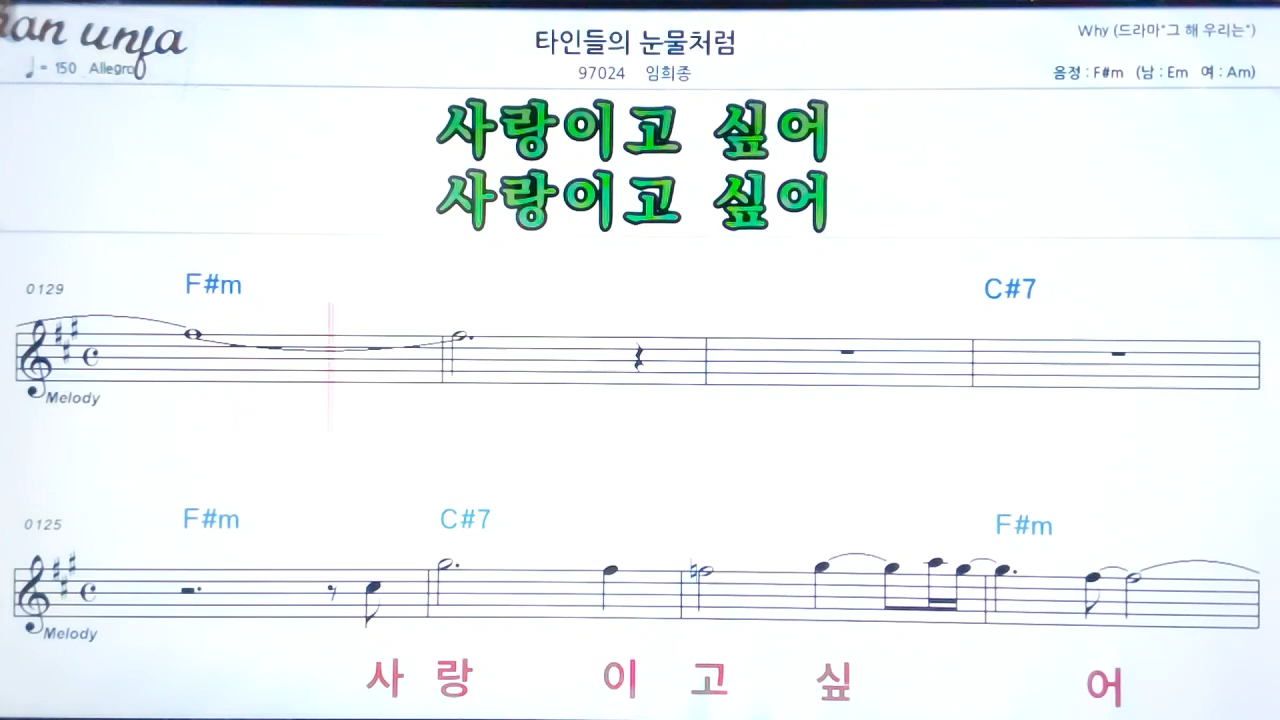 han unfa
♩= 150 Allegro
타인들의 눈물처럼
97024 임희종
Why (드라마"그 해 우리는")
음정 : F#m (남 : Em 여 : Am)
사랑이고 싶어
사랑이고 싶어
0129 F#m C#7
Melody
0125 F#m C#7 F#m
Melody
사 랑 이 고 싶 어